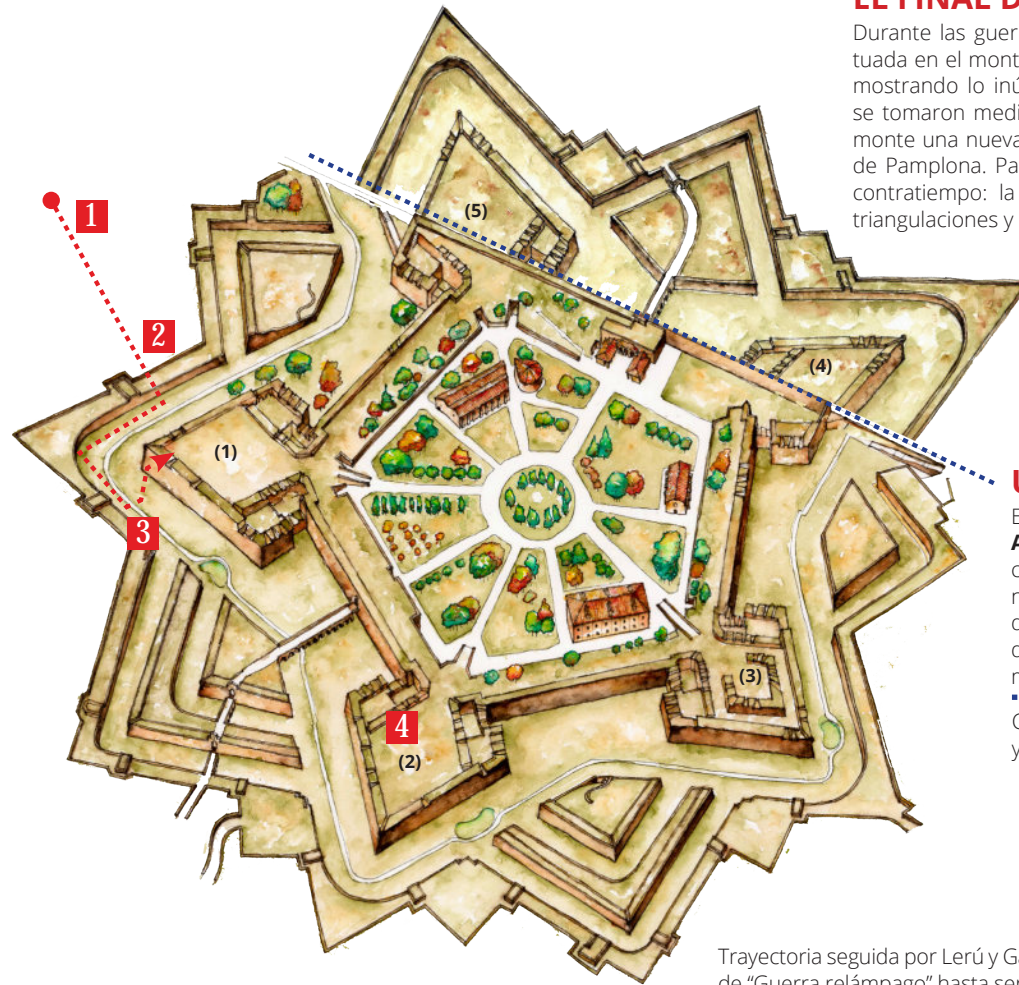 EL FINAL D
Durante las guer
tuada en el mont
mostrando lo inú
se tomaron medi
monte una nueva
de Pamplona. Pa
contratiempo: la
triangulaciones y
1
2
3
4
(1)
(2)
(3)
(4)
(5)
U
E
A
c
n
c
c
n
C
y
Trayectoria seguida por Lerú y Ga
de “Guerra relámpago” hasta ser